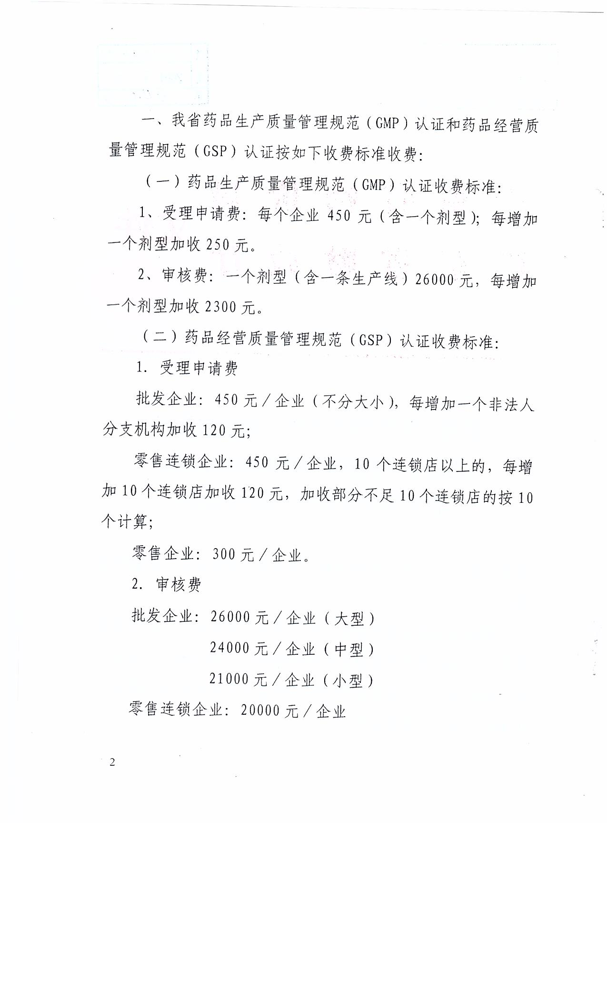 一、我省药品生产质量管理规范(GMP)认证和药品经营质
量管理规范(GSP)认证按如下收费标准收费:
(一)药品生产质量管理规范(GMP)认证收费标准:
1、受理申请费: 每个企业 450 元(含一个剂型); 每增加
一个剂型加收 250 元。
2、审核费: 一个剂型(含一条生产线)26000 元, 每增加
一个剂型加收 2300 元。
(二)药品经营质量管理规范(GSP)认证收费标准:
1. 受理申请费
批发企业: 450 元/企业(不分大小), 每增加一个非法人
分支机构加收 120 元;
零售连锁企业: 450 元/企业, 10 个连锁店以上的, 每增
加 10 个连锁店加收 120 元, 加收部分不足 10 个连锁店的按 10
个计算;
零售企业: 300 元/企业。
2. 审核费
批发企业: 26000 元/企业(大型)
24000 元/企业(中型)
21000 元/企业(小型)
零售连锁企业: 20000 元/企业
2